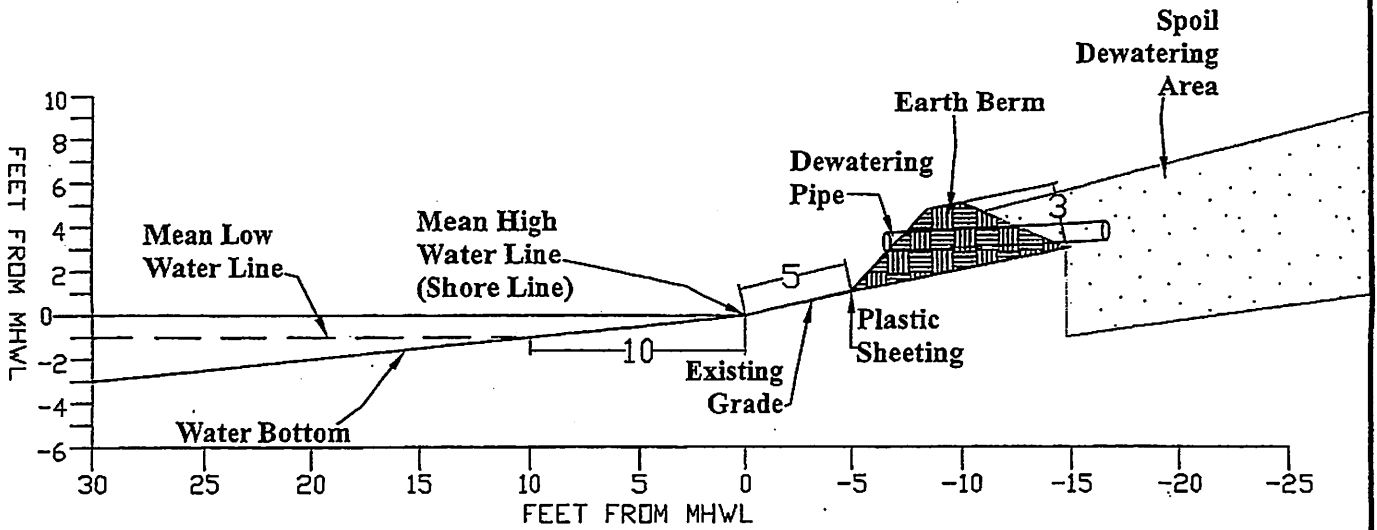 Spoil
Dewatering
Area
Earth Berm
Dewatering
Pipe
3
Mean High
Water Line
(Shore Line)
Mean Low
Water Line
5
10
Plastic
Sheeting
Existing
Grade
Water Bottom
FEET FROM MHWL
10
8
6
4
2
0
-2
-4
-6
30 25 20 15 10 5 0 -5 -10 -15 -20 -25
FEET FROM MHWL